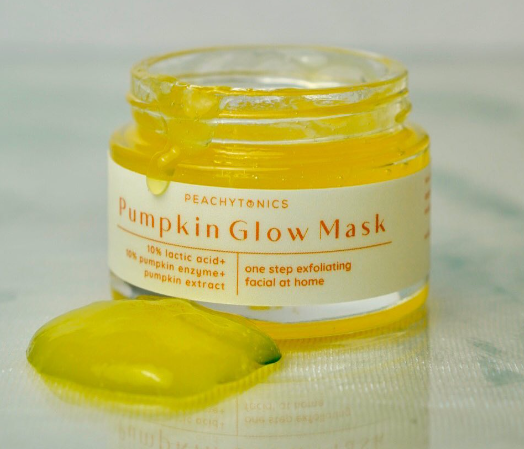 PEACHYTONICS
Pumpkin Glow Mask
10% lactic acid+
10% pumpkin enzyme+
pumpkin extract
one step exfoliating
facial at home